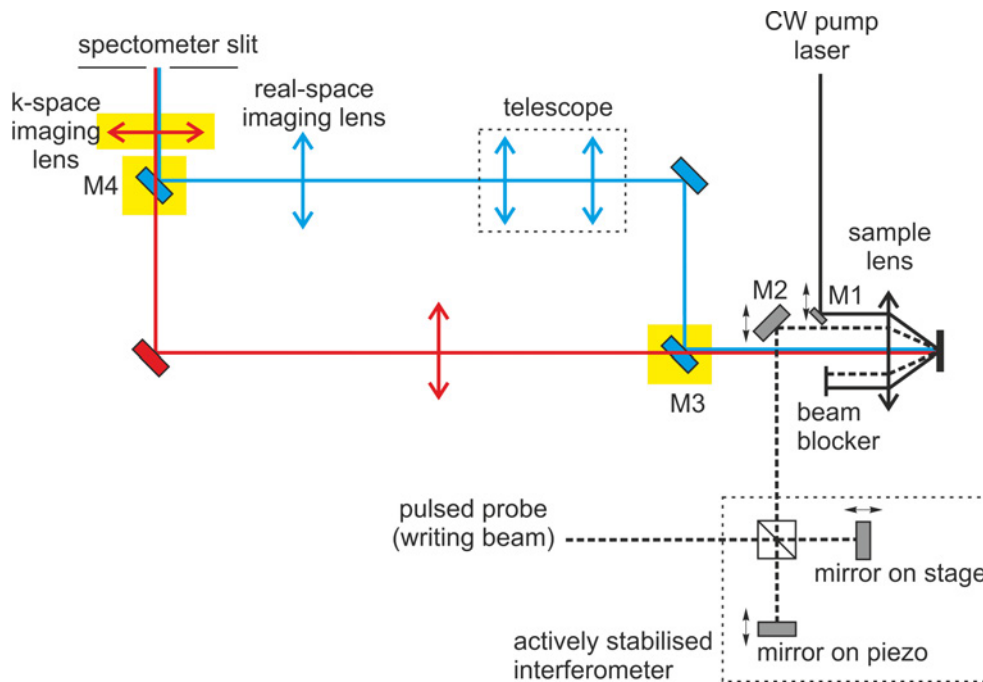 spectometer slit
CW pump
laser
k-space
imaging
lens
real-space
imaging lens
telescope
M4
sample
lens
M2
M1
M3
beam
blocker
pulsed probe
(writing beam)
mirror on stage
actively stabilised
interferometer
mirror on piezo